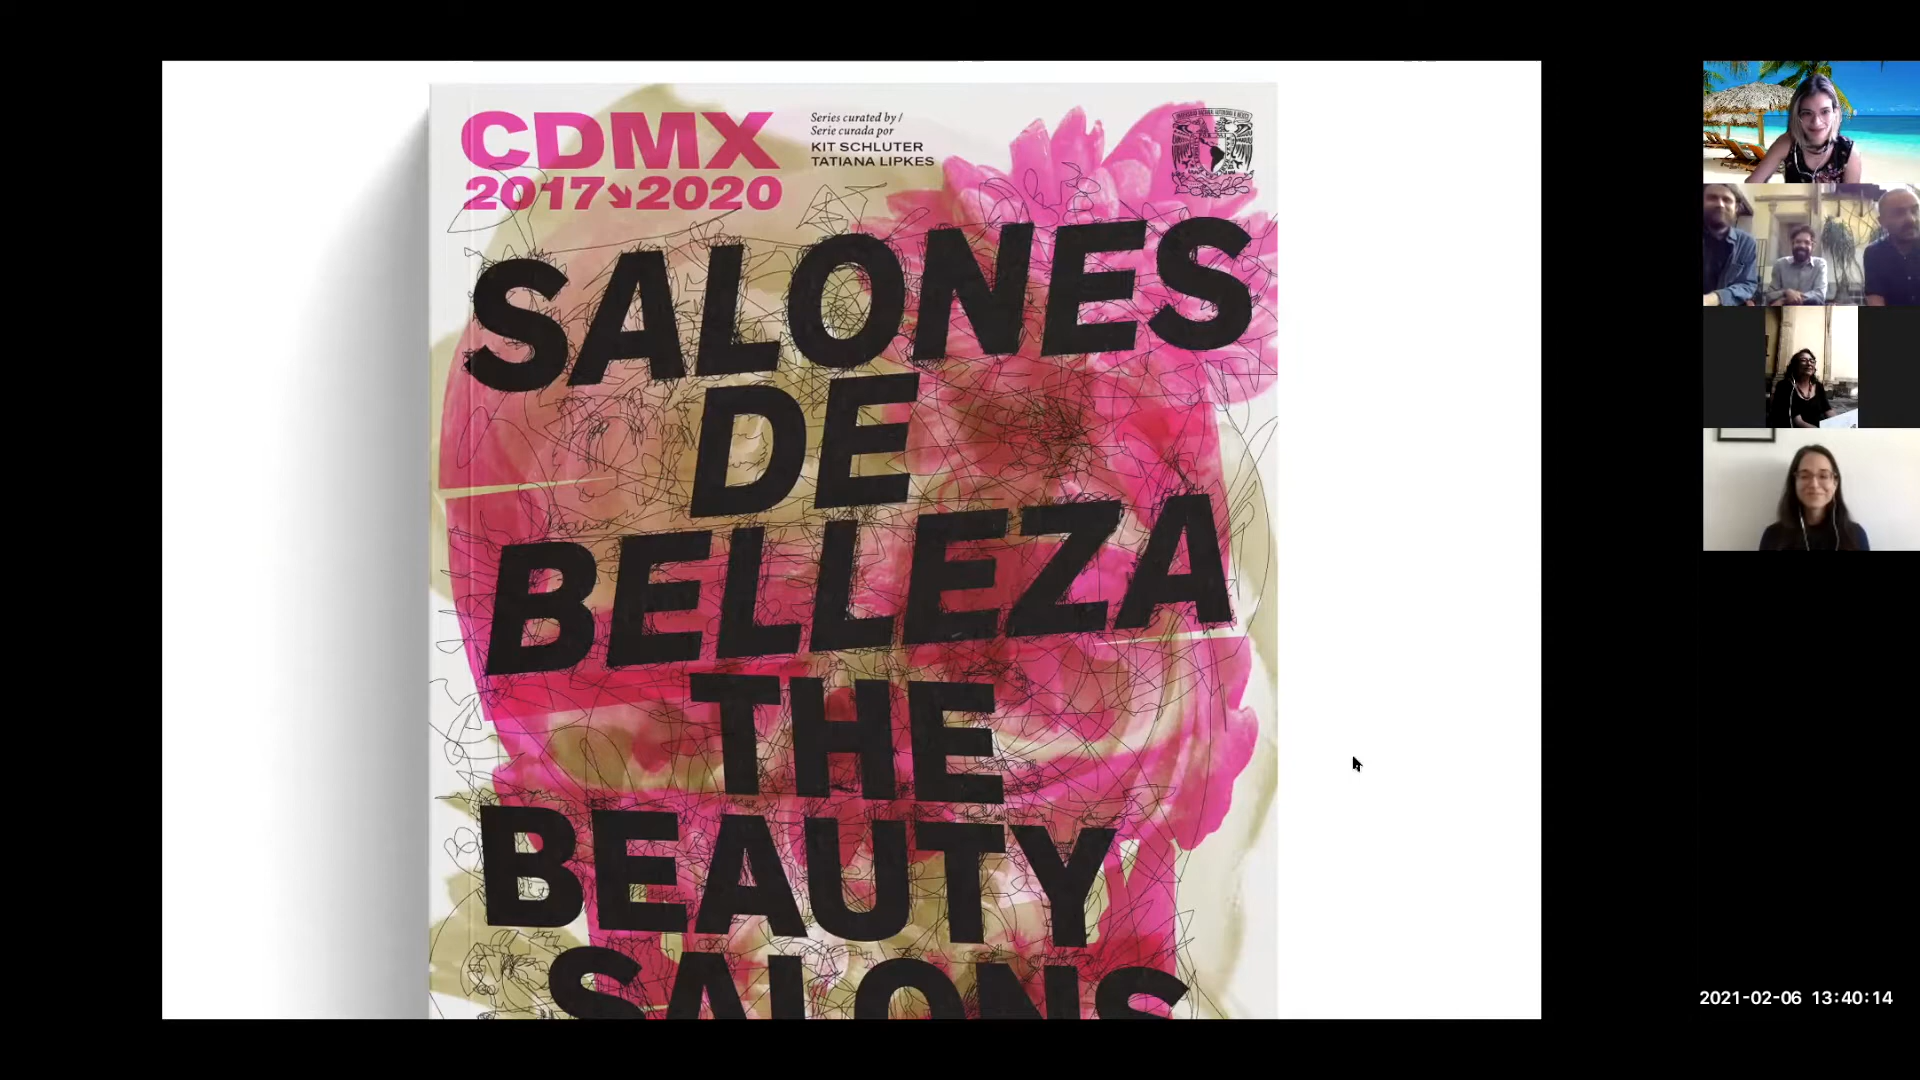 CDMX
2017↘2020
Series curated by /
Serie curada por
KIT SCHLUTER
TATIANA LIPKES
SALONES
DE
BELLEZA
THE
BEAUTY
SALONS
2021-02-06 13:40:14